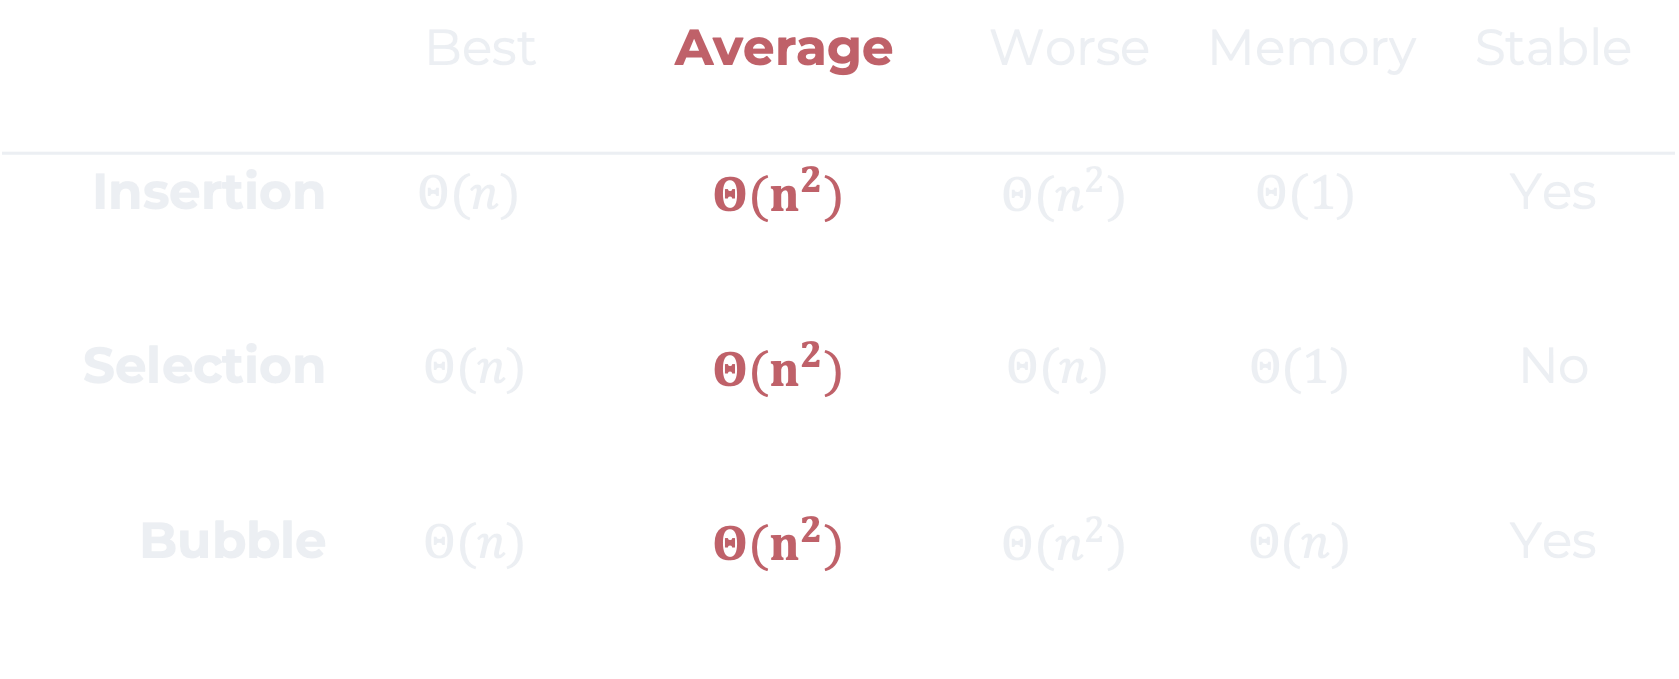 Best Average Worse Memory Stable
Insertion Θ(n) Θ(n²) Θ(n²) Θ(1) Yes
Selection Θ(n) Θ(n²) Θ(n) Θ(1) No
Bubble Θ(n) Θ(n²) Θ(n²) Θ(n) Yes